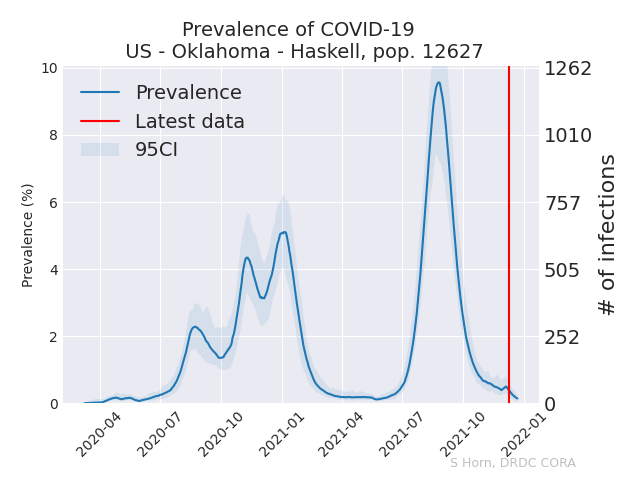 Prevalence of COVID-19
US - Oklahoma - Haskell, pop. 12627
Prevalence
Latest data
95CI
Prevalence (%)
10
8
6
4
2
0
1262
1010
757
505
252
0
# of infections
2020-04
2020-07
2020-10
2021-01
2021-04
2021-07
2021-10
2022-01
S Horn, DRDC CORA